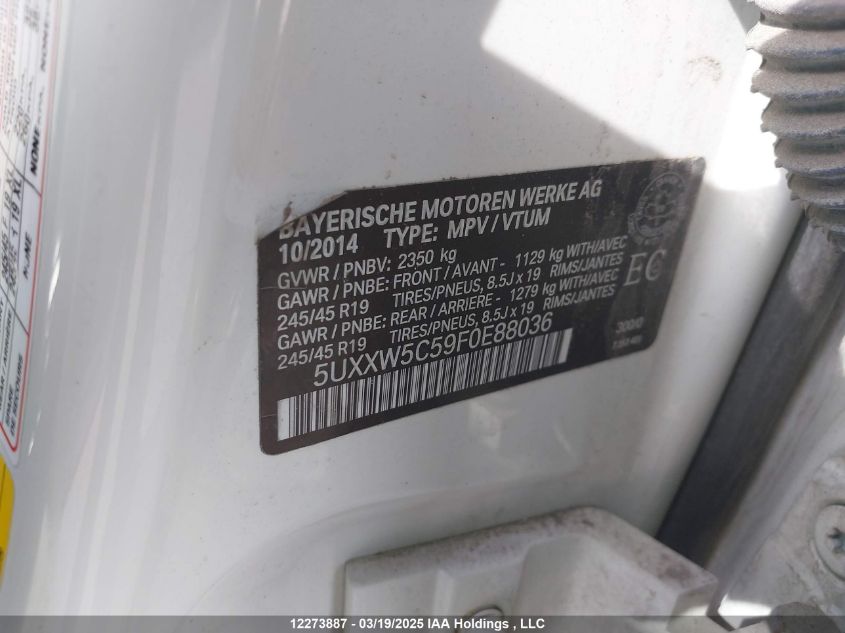 BAYERISCHE MOTOREN WERKE AG
10/2014 TYPE: MPV / VTUM
GVWR / PNBV: 2350 kg
GAWR / PNBE: FRONT / AVANT - 1129 kg WITH/AVEC
245/45 R19 TIRES/PNEUS, 8.5J x 19 RIMS/JANTES
GAWR / PNBE: REAR / ARRIERE - 1279 kg WITH/AVEC
245/45 R19 TIRES/PNEUS, 8.5J x 19 RIMS/JANTES
5UXXW5C59F0E88036
EC
300/0
NONE
12273887 - 03/19/2025 IAA Holdings , LLC